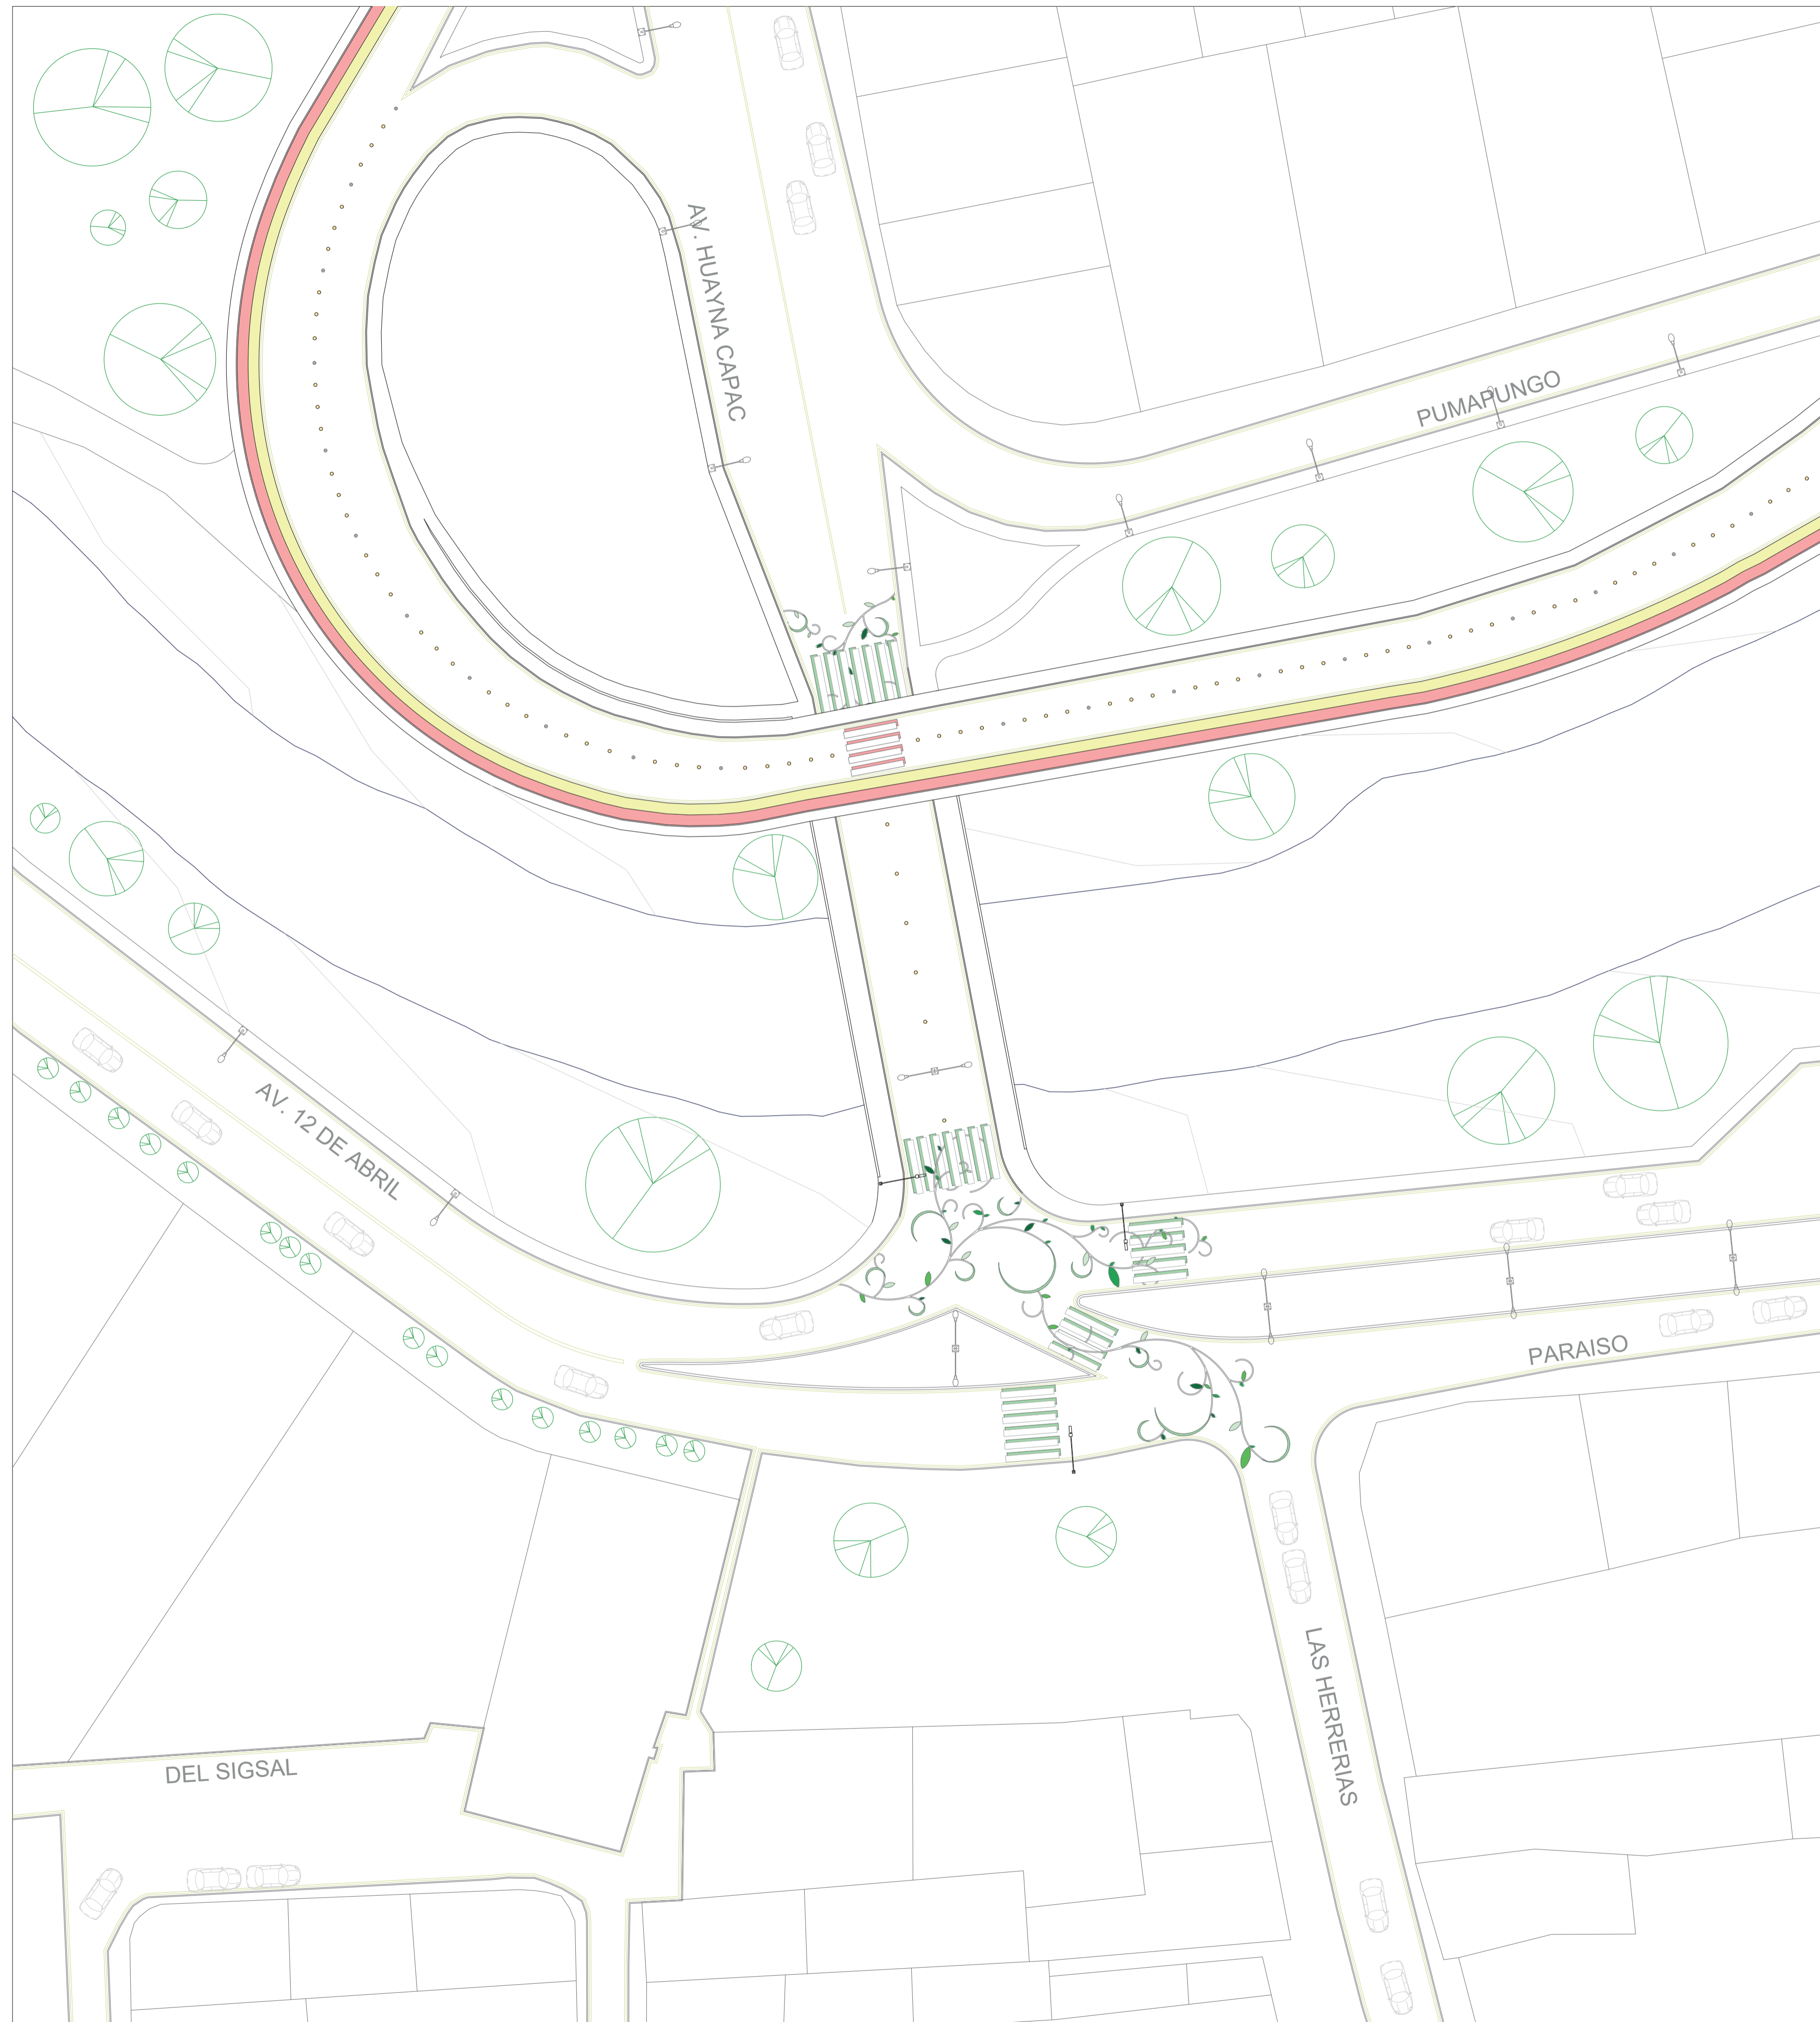 AV. HUAYNA CAPAC
PUMAPUNGO
AV. 12 DE ABRIL
PARAISO
LAS HERRERIAS
DEL SIGSAL